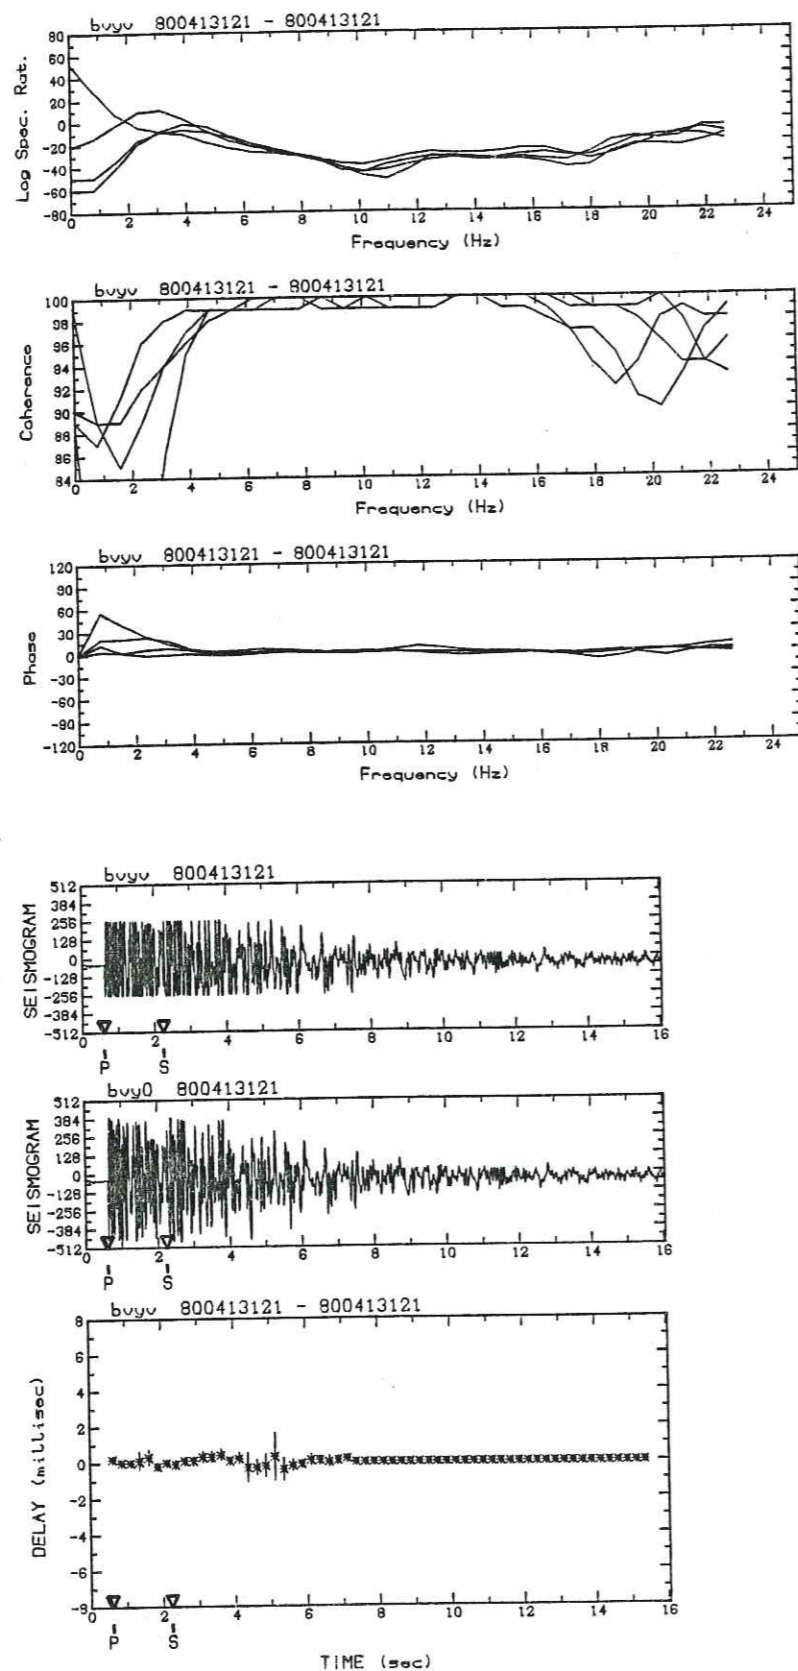 bvyv 800413121 - 800413121
80
60
40
20
0
-20
-40
-60
-80
Log Spec. Rat.
0 2 4 6 8 10 12 14 16 18 20 22 24
Frequency (Hz)
bvyv 800413121 - 800413121
100
98
96
94
92
90
88
86
84
Coherence
0 2 4 6 8 10 12 14 16 18 20 22 24
Frequency (Hz)
bvyv 800413121 - 800413121
120
90
60
30
0
-30
-60
-90
-120
Phase
0 2 4 6 8 10 12 14 16 18 20 22 24
Frequency (Hz)
bvyv 800413121
512
384
256
128
0
-128
-256
-384
-512
SEISMOGRAM
0 2 4 6 8 10 12 14 16
P S
bvy0 800413121
512
384
256
128
0
-128
-256
-384
-512
SEISMOGRAM
0 2 4 6 8 10 12 14 16
P S
bvyv 800413121 - 800413121
8
6
4
2
0
-2
-4
-6
-8
DELAY (millisec)
0 2 4 6 8 10 12 14 16
P S
TIME (sec)